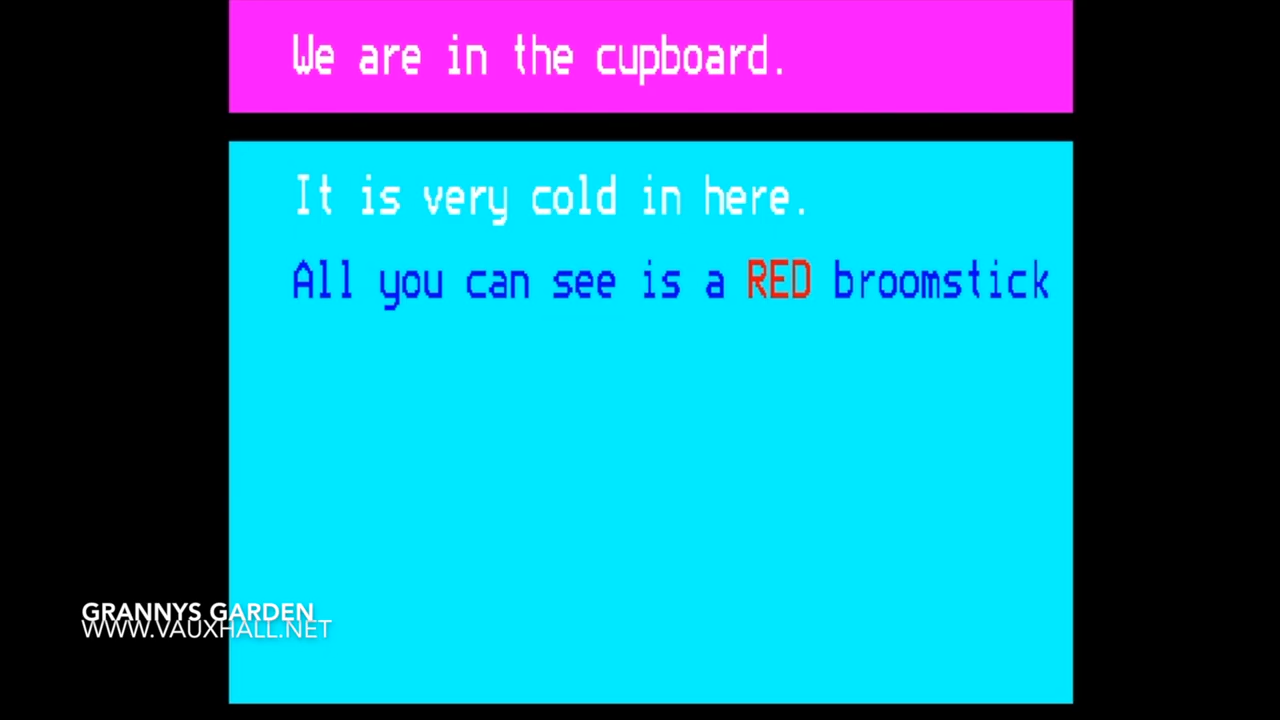 We are in the cupboard.
It is very cold in here.
All you can see is a RED broomstick
GRANNYS GARDEN
WWW.VAUXHALL.NET